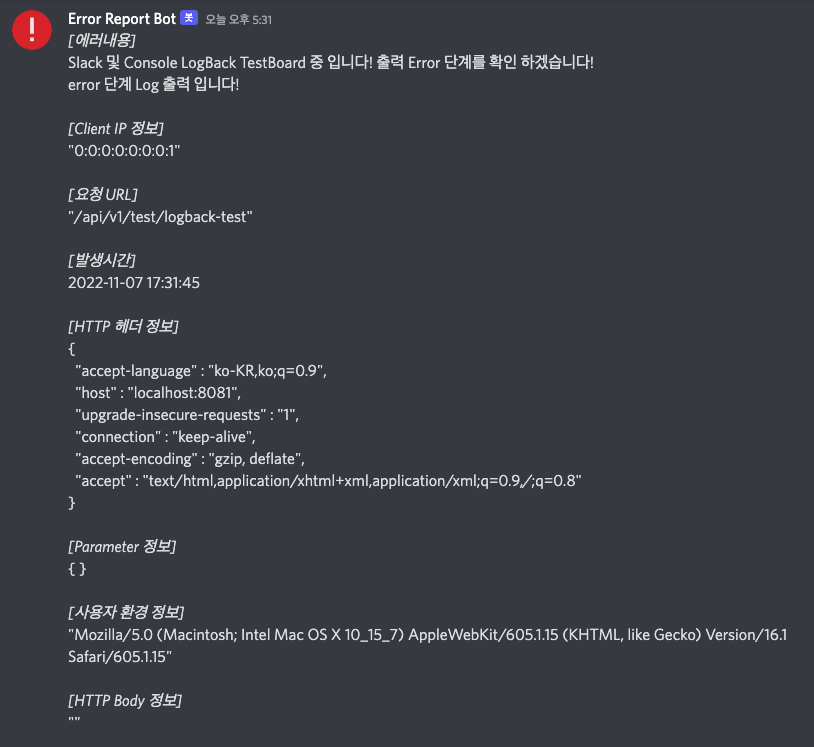 Error Report Bot 봇 오늘 오후 5:31
[에러내용]
Slack 및 Console LogBack TestBoard 중 입니다! 출력 Error 단계를 확인 하겠습니다!
error 단계 Log 출력 입니다!
[Client IP 정보]
"0:0:0:0:0:0:0:1"
[요청 URL]
"/api/v1/test/logback-test"
[발생시간]
2022-11-07 17:31:45
[HTTP 헤더 정보]
{
"accept-language" : "ko-KR,ko;q=0.9",
"host" : "localhost:8081",
"upgrade-insecure-requests" : "1",
"connection" : "keep-alive",
"accept-encoding" : "gzip, deflate",
"accept" : "text/html,application/xhtml+xml,application/xml;q=0.9,/;q=0.8"
}
[Parameter 정보]
{ }
[사용자 환경 정보]
"Mozilla/5.0 (Macintosh; Intel Mac OS X 10_15_7) AppleWebKit/605.1.15 (KHTML, like Gecko) Version/16.1
Safari/605.1.15"
[HTTP Body 정보]
""